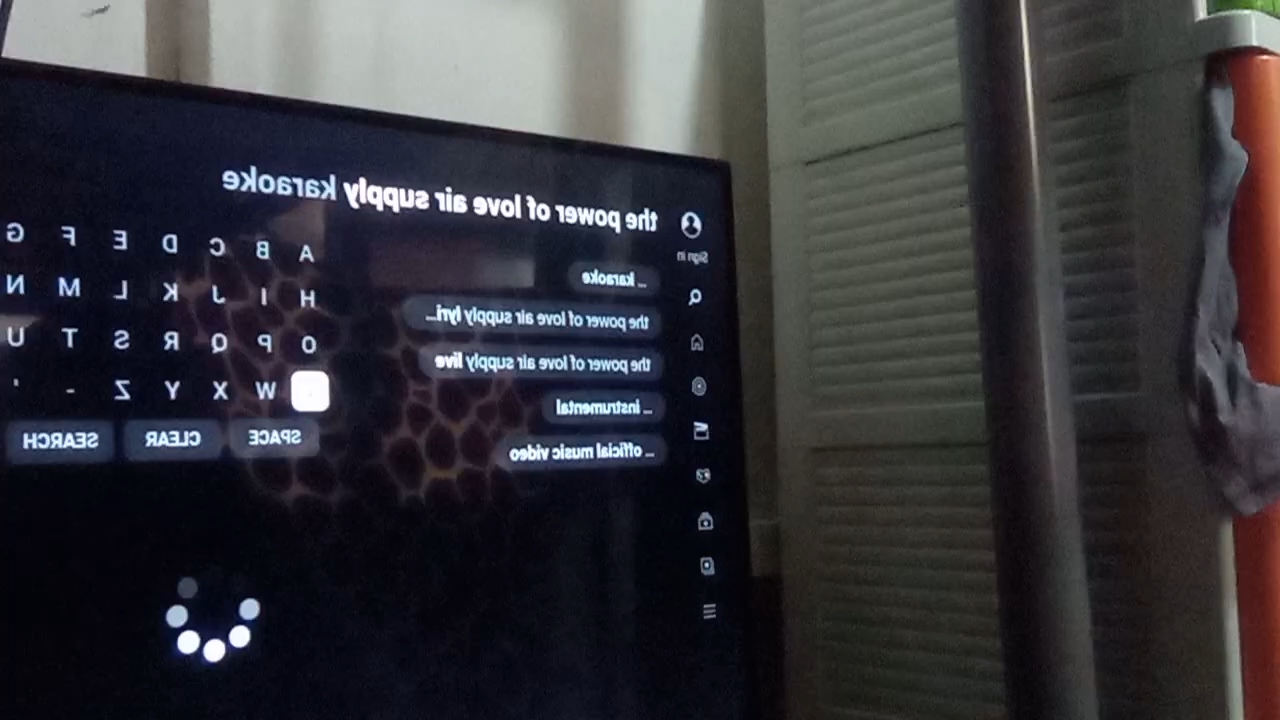 the power of love air supply karaoke
Sign in
... karaoke
the power of love air supply lyri...
the power of love air supply live
... instrumental
... official music video
A B C D E F G
H I J K L M N
O P Q R S T U
W X Y Z - '
SPACE CLEAR SEARCH